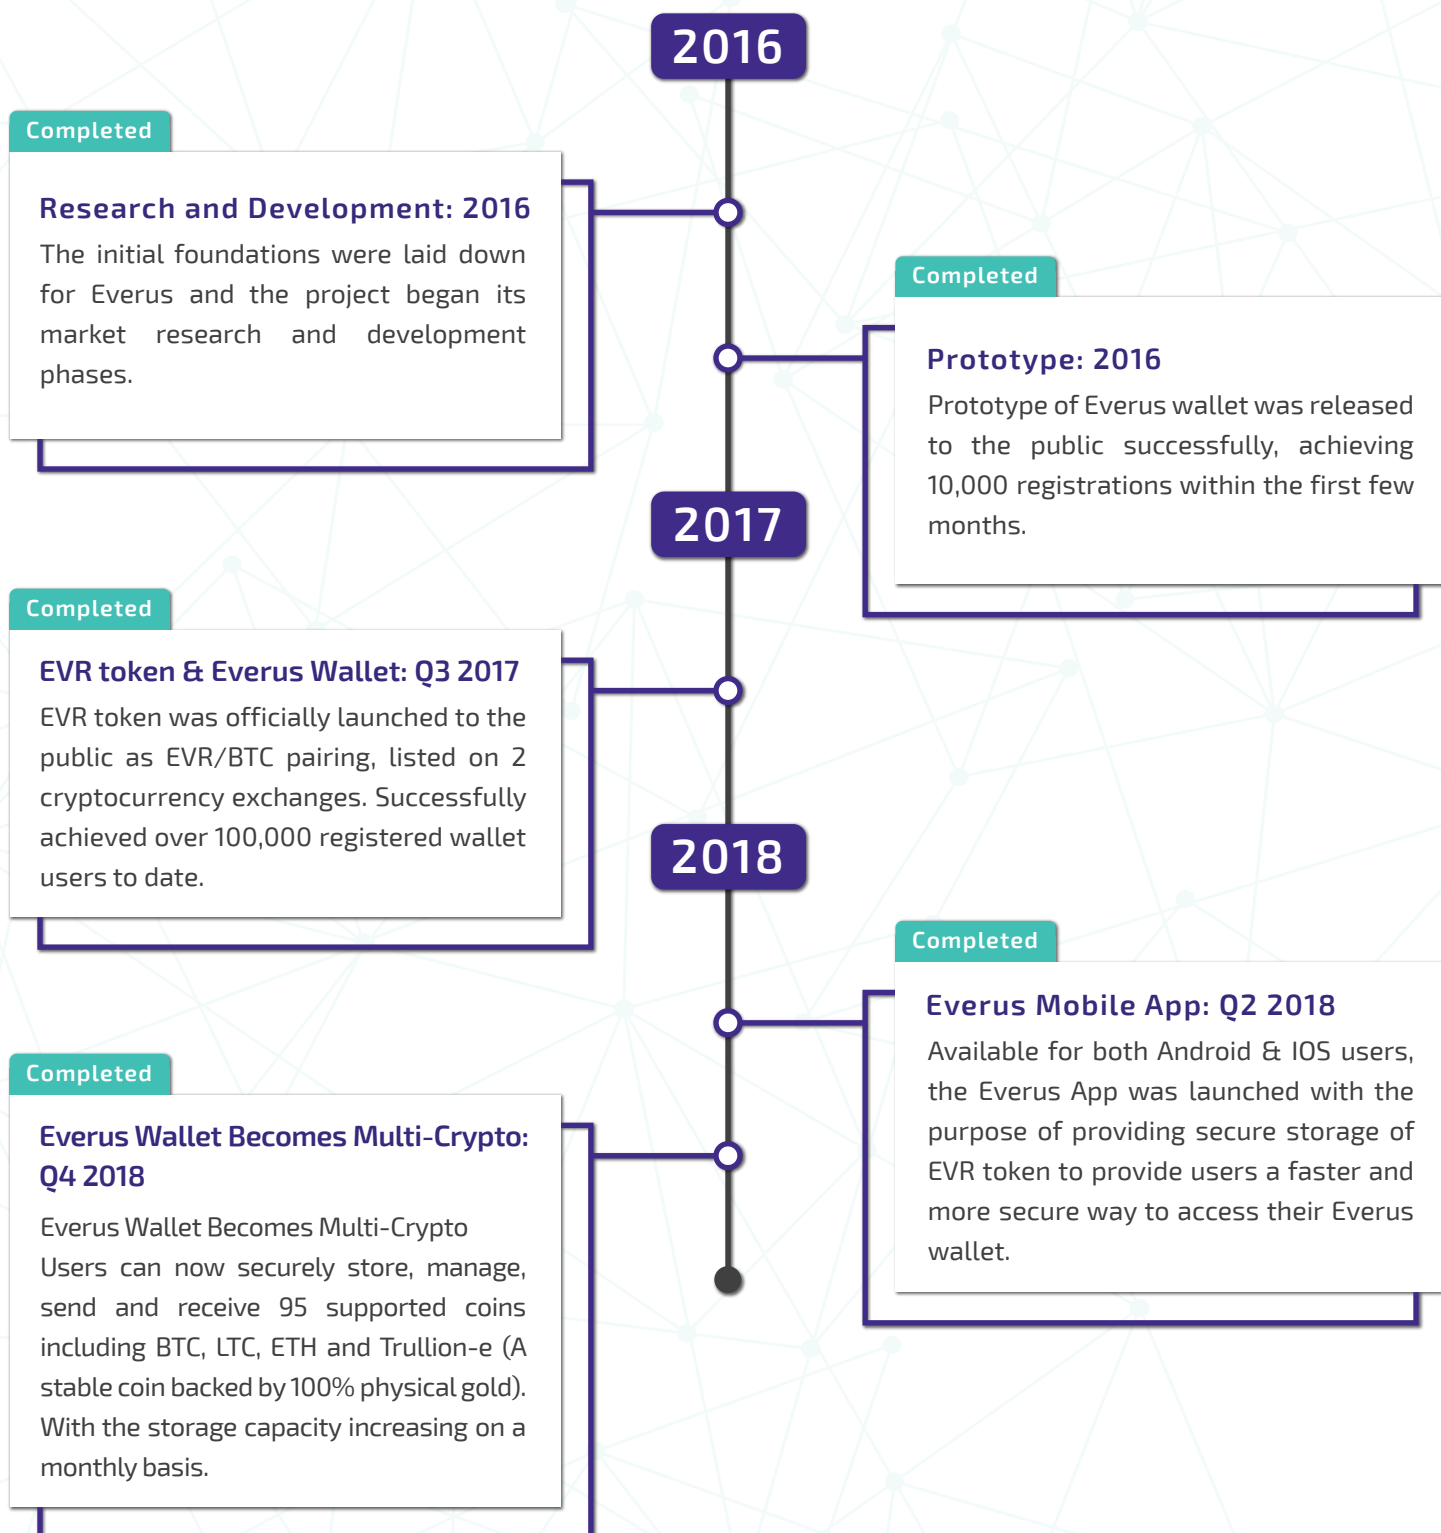 2016
Completed
Research and Development: 2016
The initial foundations were laid down
for Everus and the project began its
market research and development
phases.
Completed
Prototype: 2016
Prototype of Everus wallet was released
to the public successfully, achieving
10,000 registrations within the first few
months.
2017
Completed
EVR token & Everus Wallet: Q3 2017
EVR token was officially launched to the
public as EVR/BTC pairing, listed on 2
cryptocurrency exchanges. Successfully
achieved over 100,000 registered wallet
users to date.
2018
Completed
Everus Mobile App: Q2 2018
Available for both Android & IOS users,
the Everus App was launched with the
purpose of providing secure storage of
EVR token to provide users a faster and
more secure way to access their Everus
wallet.
Completed
Everus Wallet Becomes Multi-Crypto:
Q4 2018
Everus Wallet Becomes Multi-Crypto
Users can now securely store, manage,
send and receive 95 supported coins
including BTC, LTC, ETH and Trullion-e (A
stable coin backed by 100% physical gold).
With the storage capacity increasing on a
monthly basis.